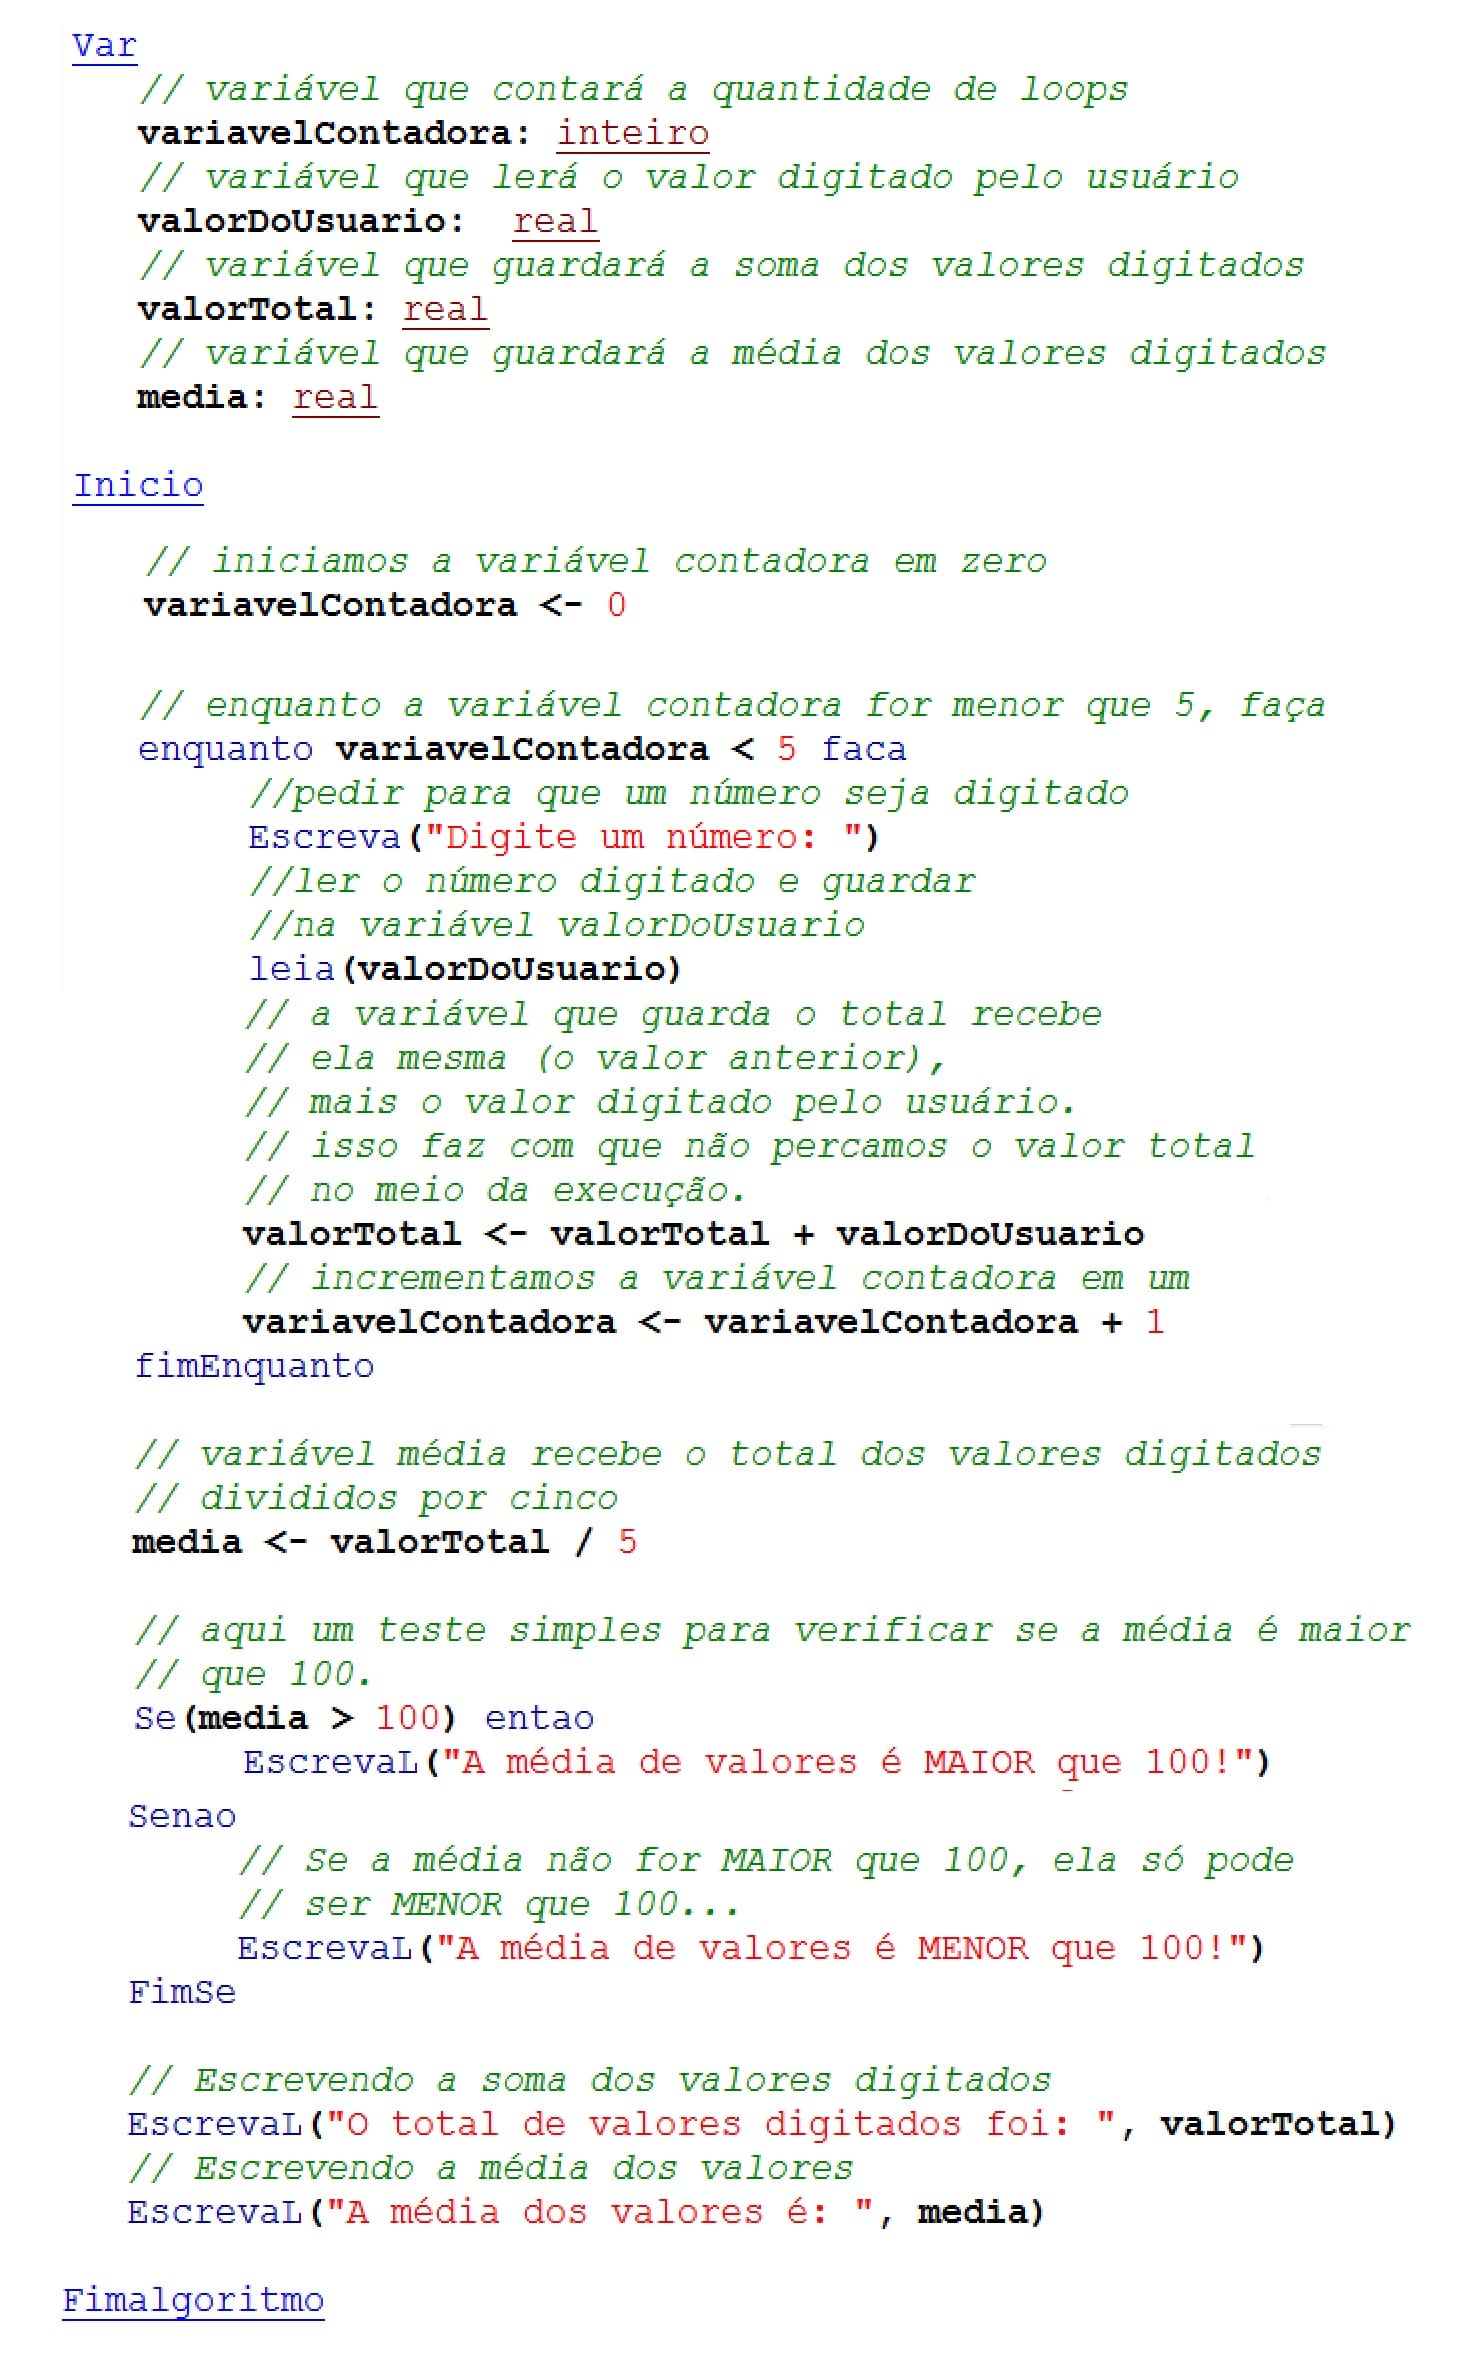 Var
// variável que contará a quantidade de loops
variavelContadora: inteiro
// variável que lerá o valor digitado pelo usuário
valorDoUsuario:  real
// variável que guardará a soma dos valores digitados
valorTotal: real
// variável que guardará a média dos valores digitados
media: real
Inicio
// iniciamos a variável contadora em zero
variavelContadora <- 0
// enquanto a variável contadora for menor que 5, faça
enquanto variavelContadora < 5 faca
//pedir para que um número seja digitado
Escreva("Digite um número: ")
//ler o número digitado e guardar
//na variável valorDoUsuario
leia(valorDoUsuario)
// a variável que guarda o total recebe
// ela mesma (o valor anterior),
// mais o valor digitado pelo usuário.
// isso faz com que não percamos o valor total
// no meio da execução.
valorTotal <- valorTotal + valorDoUsuario
// incrementamos a variável contadora em um
variavelContadora <- variavelContadora + 1
fimEnquanto
// variável média recebe o total dos valores digitados
// divididos por cinco
media <- valorTotal / 5
// aqui um teste simples para verificar se a média é maior
// que 100.
Se(media > 100) entao
EscrevaL("A média de valores é MAIOR que 100!")
Senao
// Se a média não for MAIOR que 100, ela só pode
// ser MENOR que 100...
EscrevaL("A média de valores é MENOR que 100!")
FimSe
// Escrevendo a soma dos valores digitados
EscrevaL("O total de valores digitados foi: ", valorTotal)
// Escrevendo a média dos valores
EscrevaL("A média dos valores é: ", media)
Fimalgoritmo